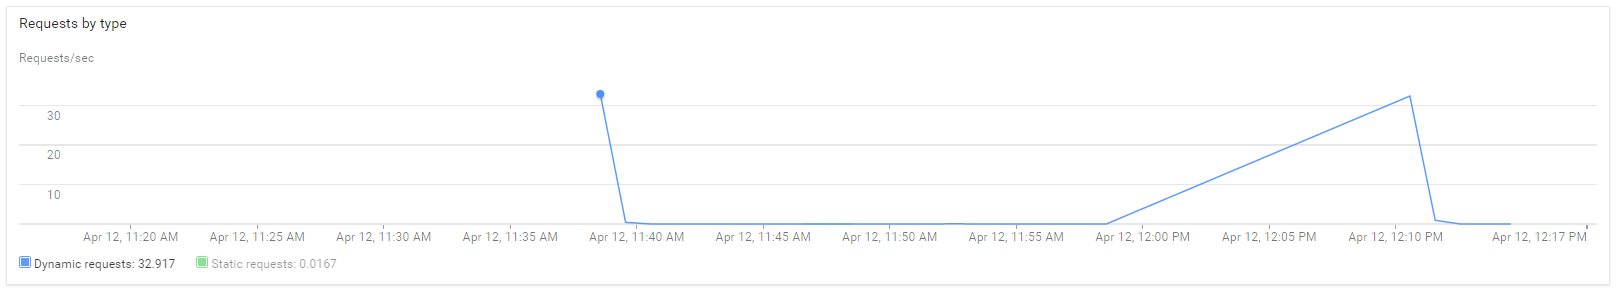 Requests by type
Requests/sec
30
20
10
Apr 12, 11:20 AM Apr 12, 11:25 AM Apr 12, 11:30 AM Apr 12, 11:35 AM Apr 12, 11:40 AM Apr 12, 11:45 AM Apr 12, 11:50 AM Apr 12, 11:55 AM Apr 12, 12:00 PM Apr 12, 12:05 PM Apr 12, 12:10 PM Apr 12, 12:17 PM
Dynamic requests: 32.917 Static requests: 0.0167